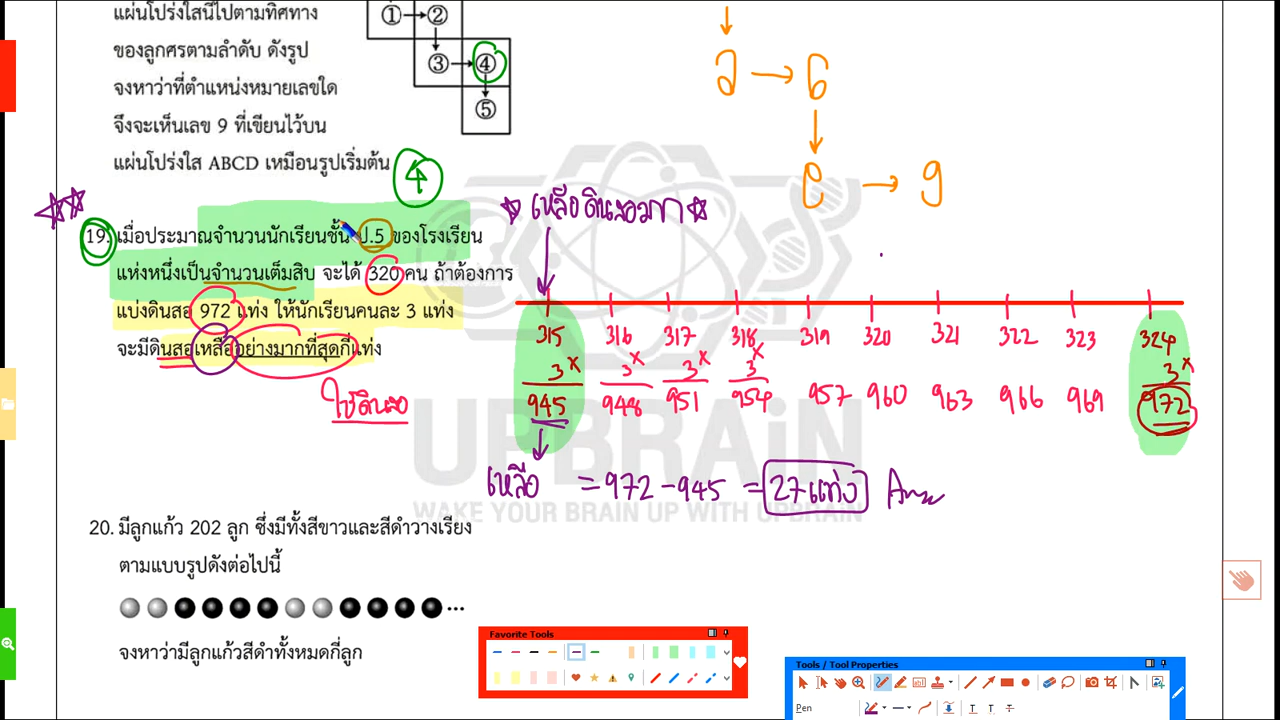 แผ่นโปร่งใสนี้ไปตามทิศทาง
ของลูกศรตามลำดับ ดังรูป
จงหาว่าที่ตำแหน่งหมายเลขใด
จึงจะเห็นเลข 9 ที่เขียนไว้บน
แผ่นโปร่งใส ABCD เหมือนรูปเริ่มต้น
4
① → ②
③ → ④
⑤
→ 6
→ 9
19. เมื่อประมาณจำนวนนักเรียนชั้น ป.5 ของโรงเรียน
แห่งหนึ่งเป็นจำนวนเต็มสิบ จะได้ 320 คน ถ้าต้องการ
แบ่งดินสอ 972 แท่ง ให้นักเรียนคนละ 3 แท่ง
จะมีดินสอเหลืออย่างมากที่สุดกี่แท่ง
ใช้ดินสอ
เหลือดินสอมาก
315 316 317 318 319 320 321 322 323 324
3× 3× 3× 3× 3×
945 948 951 954 957 960 963 966 969 972
เหลือ = 972 - 945 = 27 แท่ง Ans
UPBRAiN
WAKE YOUR BRAiN UP WiTH UPBRAiN
20. มีลูกแก้ว 202 ลูก ซึ่งมีทั้งสีขาวและสีดำวางเรียง
ตามแบบรูปดังต่อไปนี้
...
จงหาว่ามีลูกแก้วสีดำทั้งหมดกี่ลูก
Favorite Tools
Tools / Tool Properties
Pen